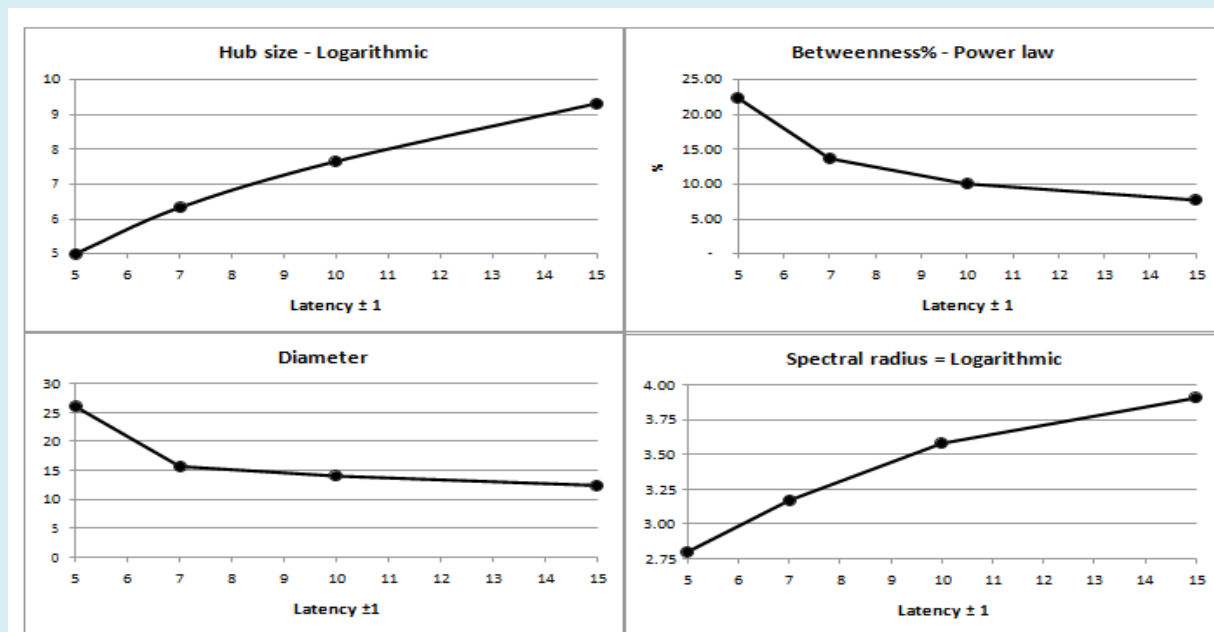 Hub size - Logarithmic
10
9
8
7
6
5
5 6 7 8 9 10 11 12 13 14 15
Latency ± 1
Betweenness% - Power law
25.00
20.00
15.00
10.00
5.00
-
%
5 6 7 8 9 10 11 12 13 14 15
Latency ± 1
Diameter
30
25
20
15
10
5
0
5 6 7 8 9 10 11 12 13 14 15
Latency ±1
Spectral radius = Logarithmic
4.00
3.75
3.50
3.25
3.00
2.75
5 6 7 8 9 10 11 12 13 14 15
Latency ± 1